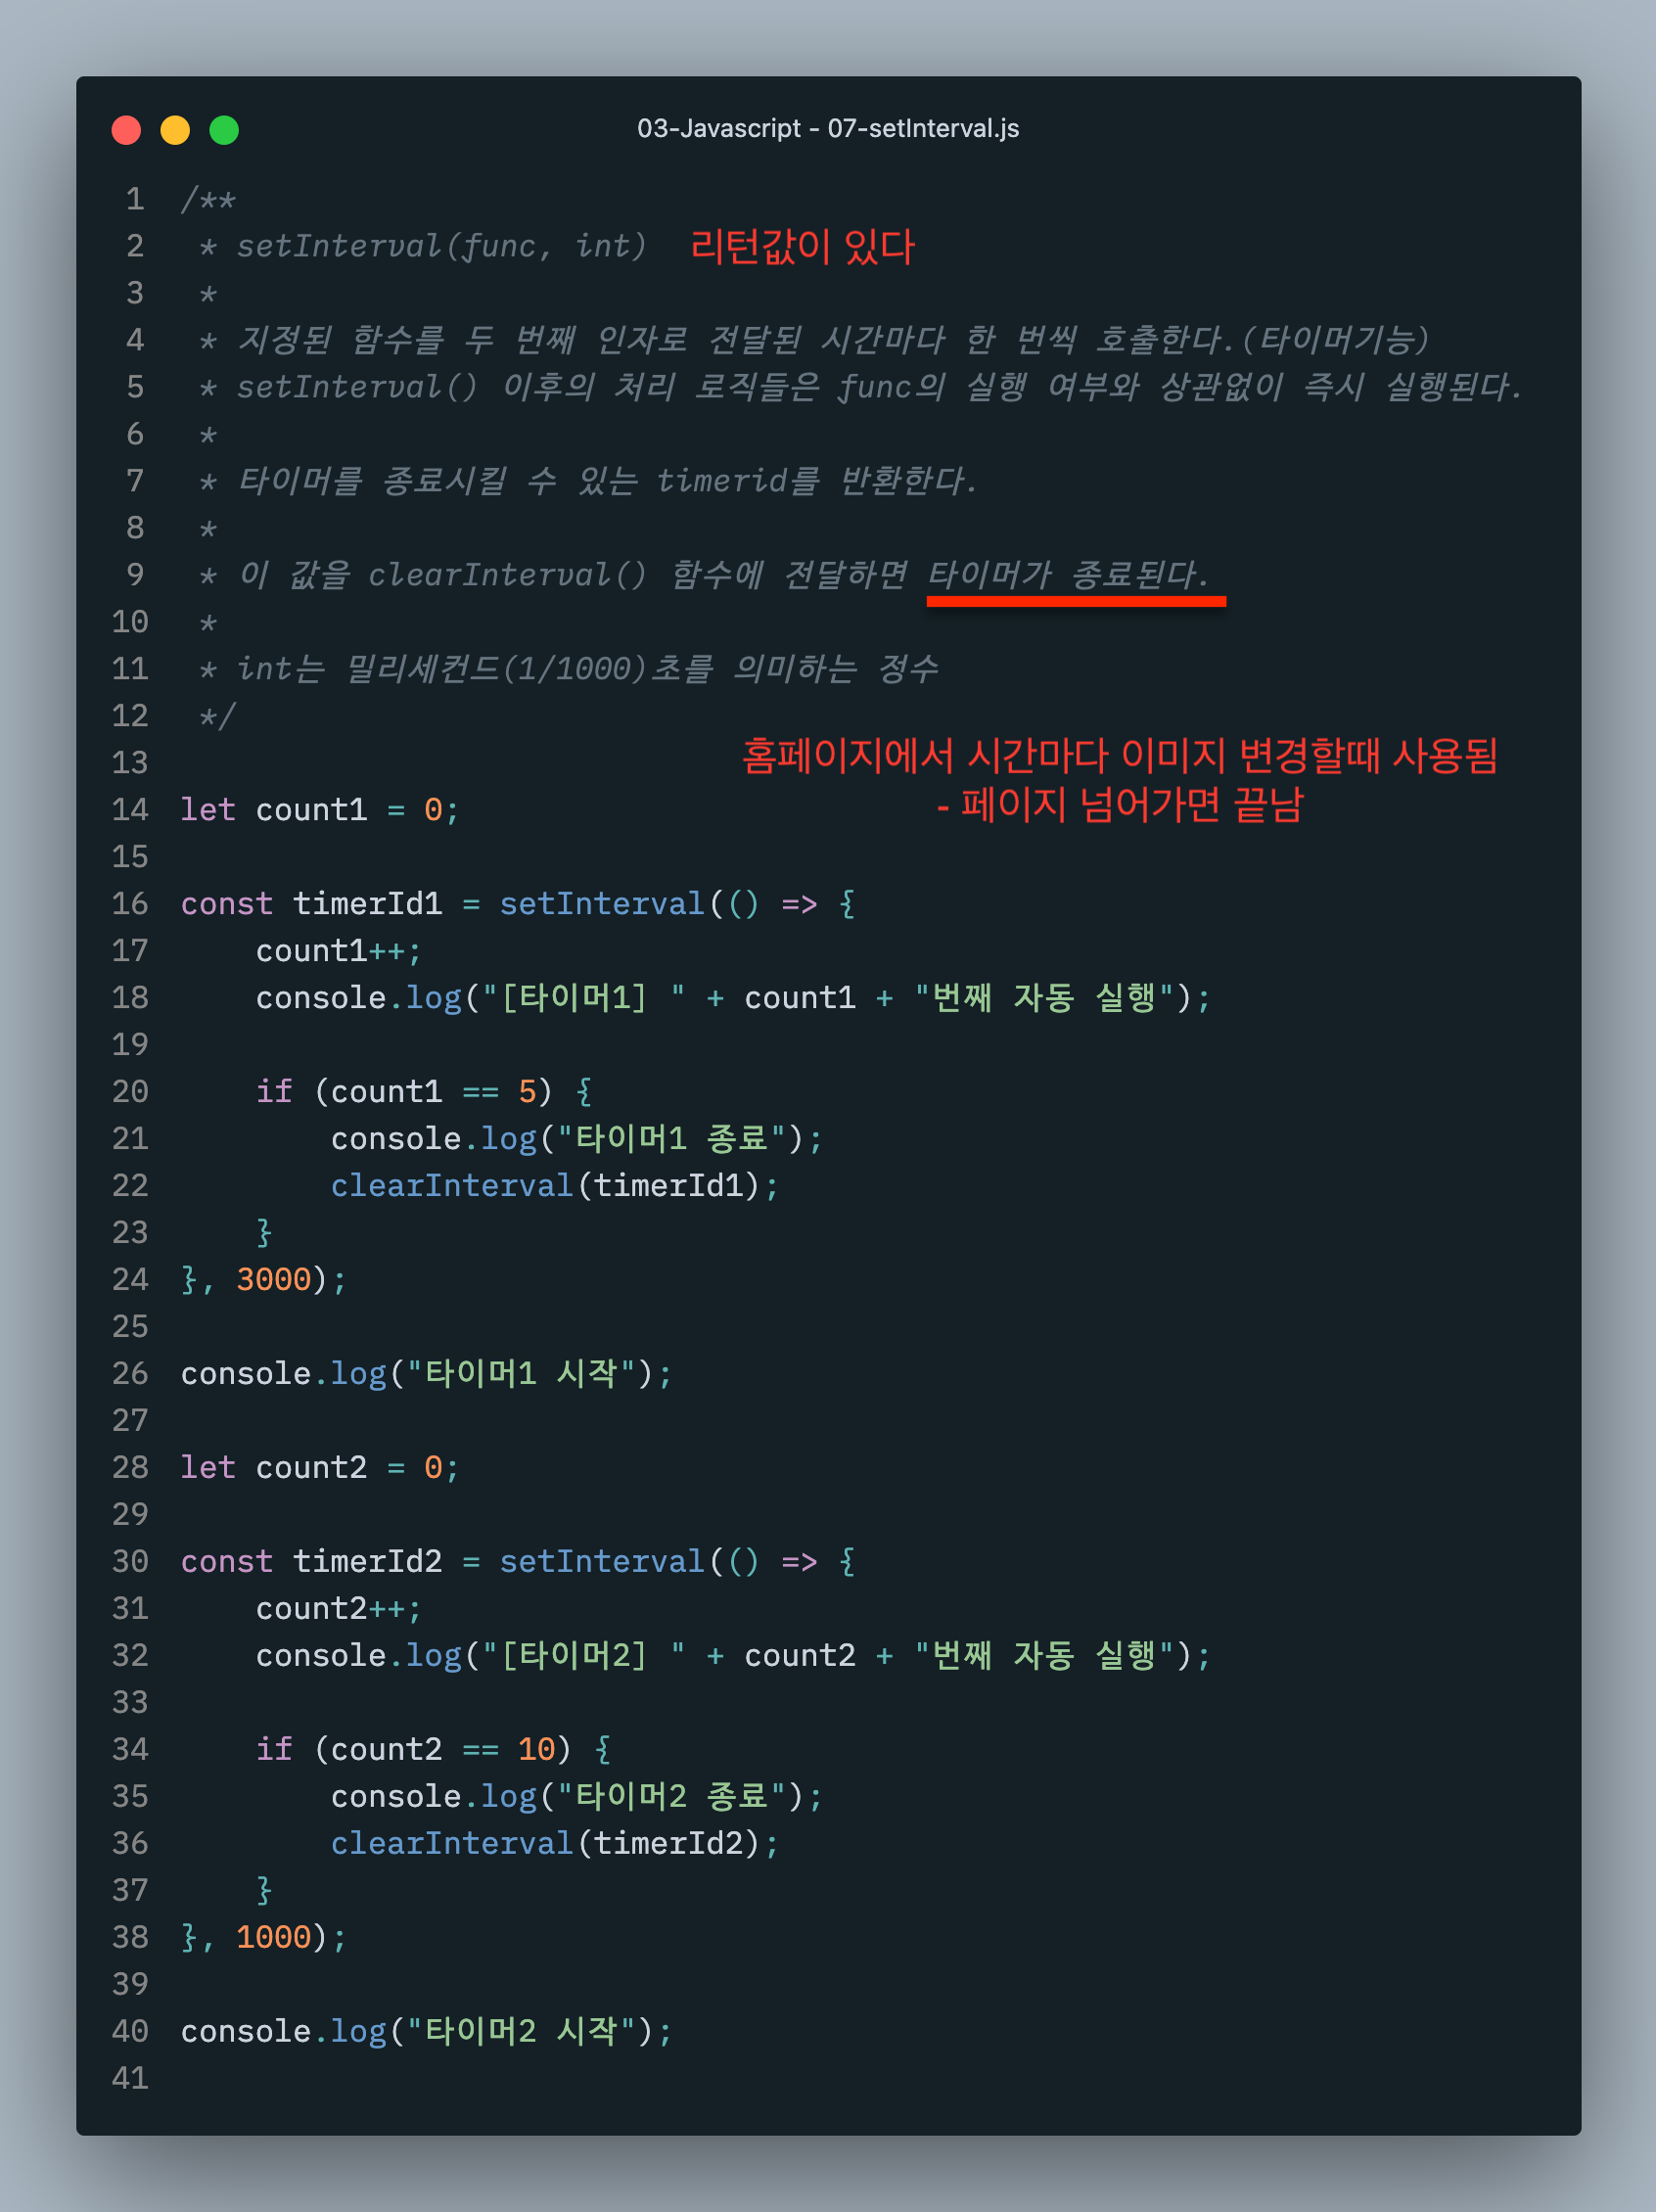 03-Javascript - 07-setInterval.js
1 /**
2  * setInterval(func, int) 리턴값이 있다
3  *
4  * 지정된 함수를 두 번째 인자로 전달된 시간마다 한 번씩 호출한다.(타이머기능)
5  * setInterval() 이후의 처리 로직들은 func의 실행 여부와 상관없이 즉시 실행된다.
6  *
7  * 타이머를 종료시킬 수 있는 timerid를 반환한다.
8  *
9  * 이 값을 clearInterval() 함수에 전달하면 타이머가 종료된다.
10  *
11  * int는 밀리세컨드(1/1000)초를 의미하는 정수
12  */
홈페이지에서 시간마다 이미지 변경할때 사용됨
13
- 페이지 넘어가면 끝남
14 let count1 = 0;
15
16 const timerId1 = setInterval(() => {
17     count1++;
18     console.log("[타이머1] " + count1 + "번째 자동 실행");
19
20     if (count1 == 5) {
21         console.log("타이머1 종료");
22         clearInterval(timerId1);
23     }
24 }, 3000);
25
26 console.log("타이머1 시작");
27
28 let count2 = 0;
29
30 const timerId2 = setInterval(() => {
31     count2++;
32     console.log("[타이머2] " + count2 + "번째 자동 실행");
33
34     if (count2 == 10) {
35         console.log("타이머2 종료");
36         clearInterval(timerId2);
37     }
38 }, 1000);
39
40 console.log("타이머2 시작");
41